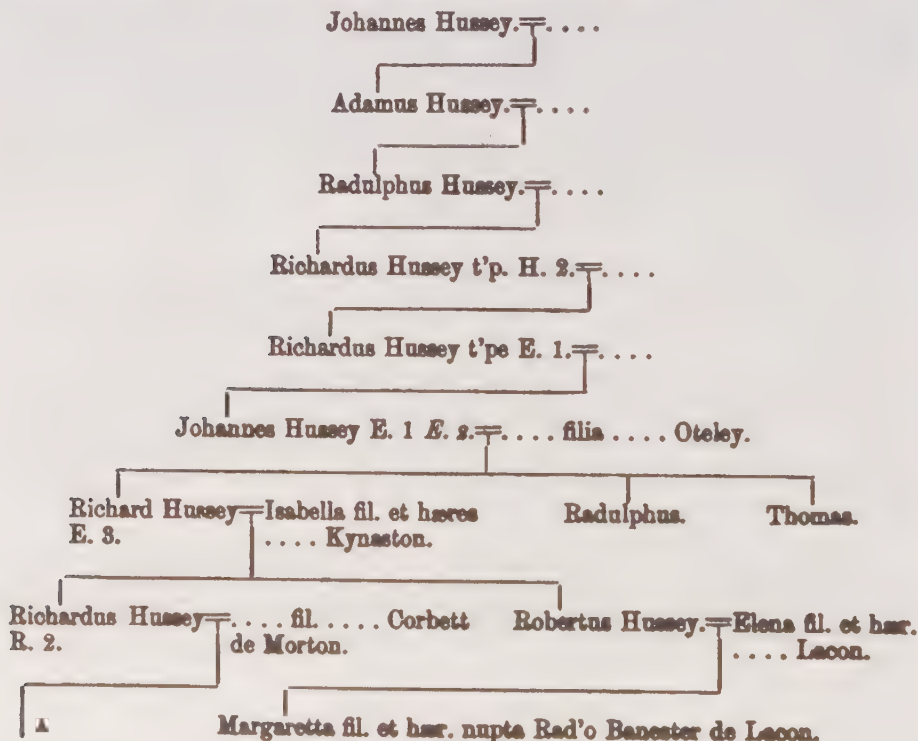 Johannes Hussey.=. . . .
Adamus Hussey.=. . . .
Radulphus Hussey.=. . . .
Richardus Hussey t'p. H. 2.=. . . .
Richardus Hussey t'pe E. 1.=. . . .
Johannes Hussey E. 1 E. 2.=. . . . filia . . . . Oteley.
Richard Hussey=Isabella fil. et hæres Radulphus. Thomas.
E. 3. . . . . Kynaston.
Richardus Hussey=. . . . fil. . . . . Corbett Robertus Hussey.=Elena fil. et hær.
R. 2. de Morton. . . . . Lacon.
A Margaretta fil. et hær. nupta Rad'o Banester de Lacon.